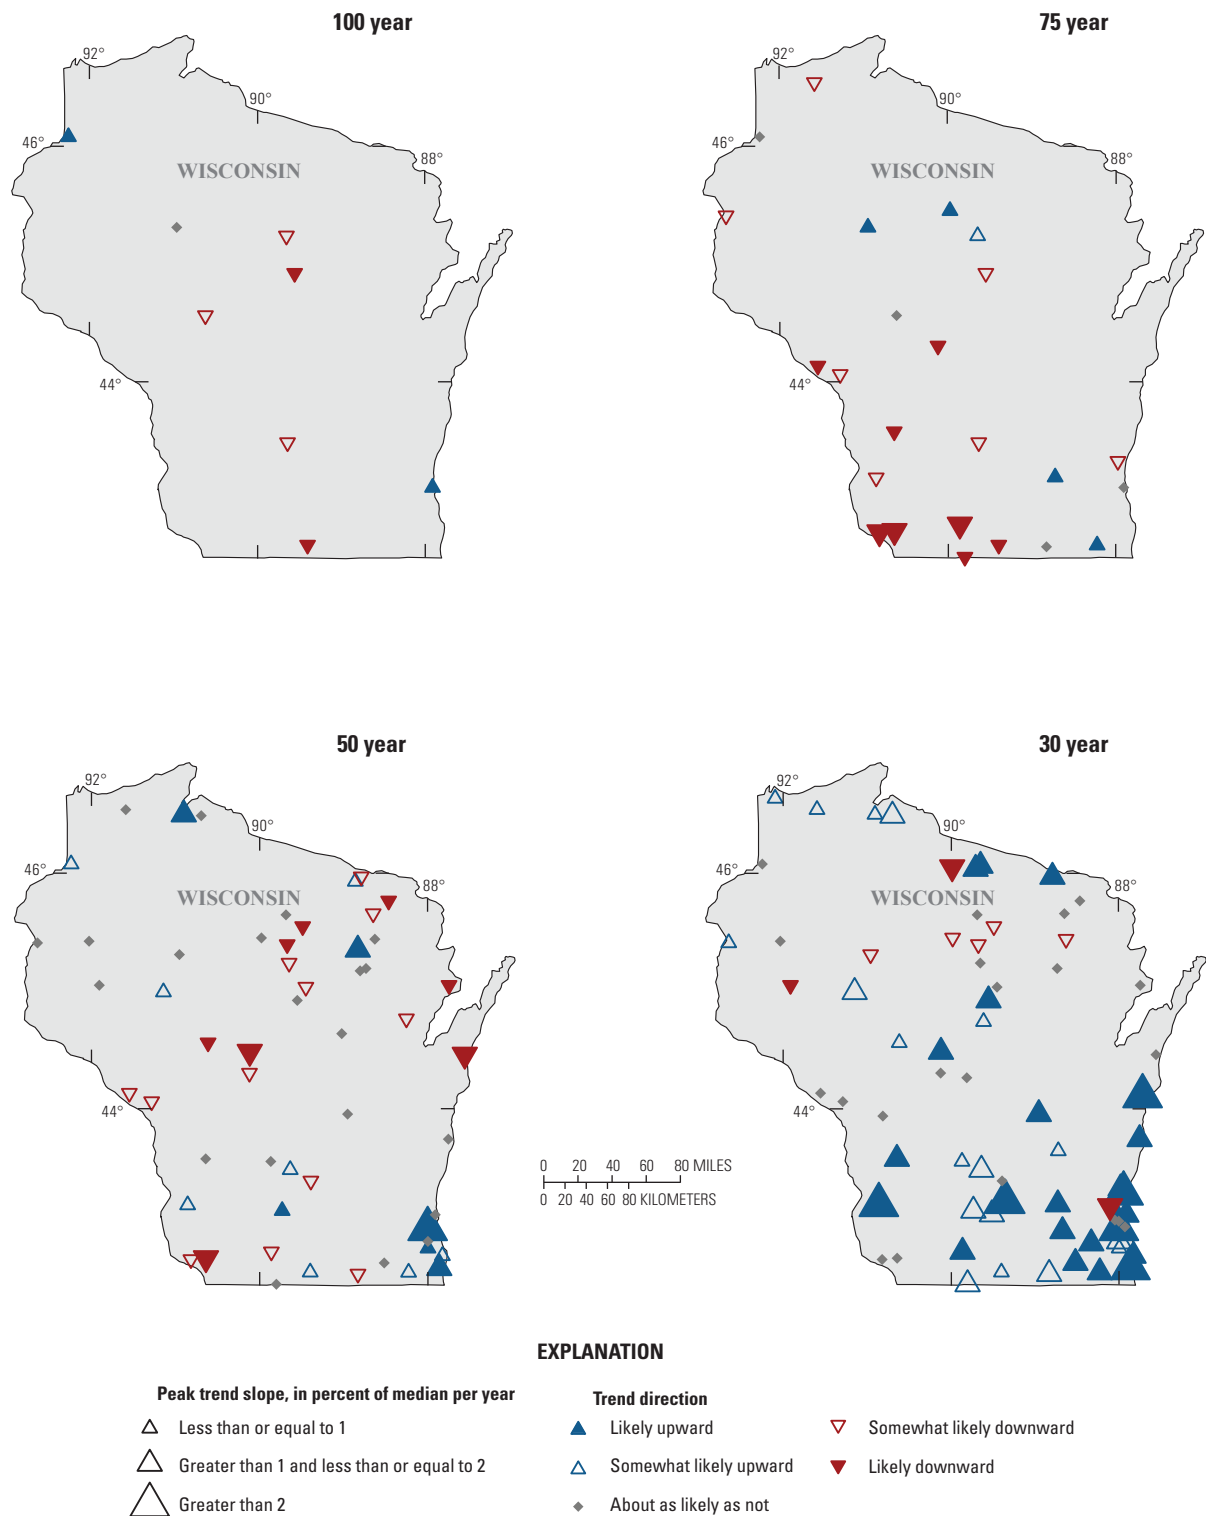 100 year
75 year
92°
90°
46°
88°
WISCONSIN
44°
92°
90°
46°
88°
WISCONSIN
44°
50 year
30 year
92°
90°
46°
88°
WISCONSIN
44°
92°
90°
46°
88°
WISCONSIN
44°
0 20 40 60 80 MILES
0 20 40 60 80 KILOMETERS
EXPLANATION
Peak trend slope, in percent of median per year
Less than or equal to 1
Greater than 1 and less than or equal to 2
Greater than 2
Trend direction
Likely upward
Somewhat likely upward
About as likely as not
Somewhat likely downward
Likely downward